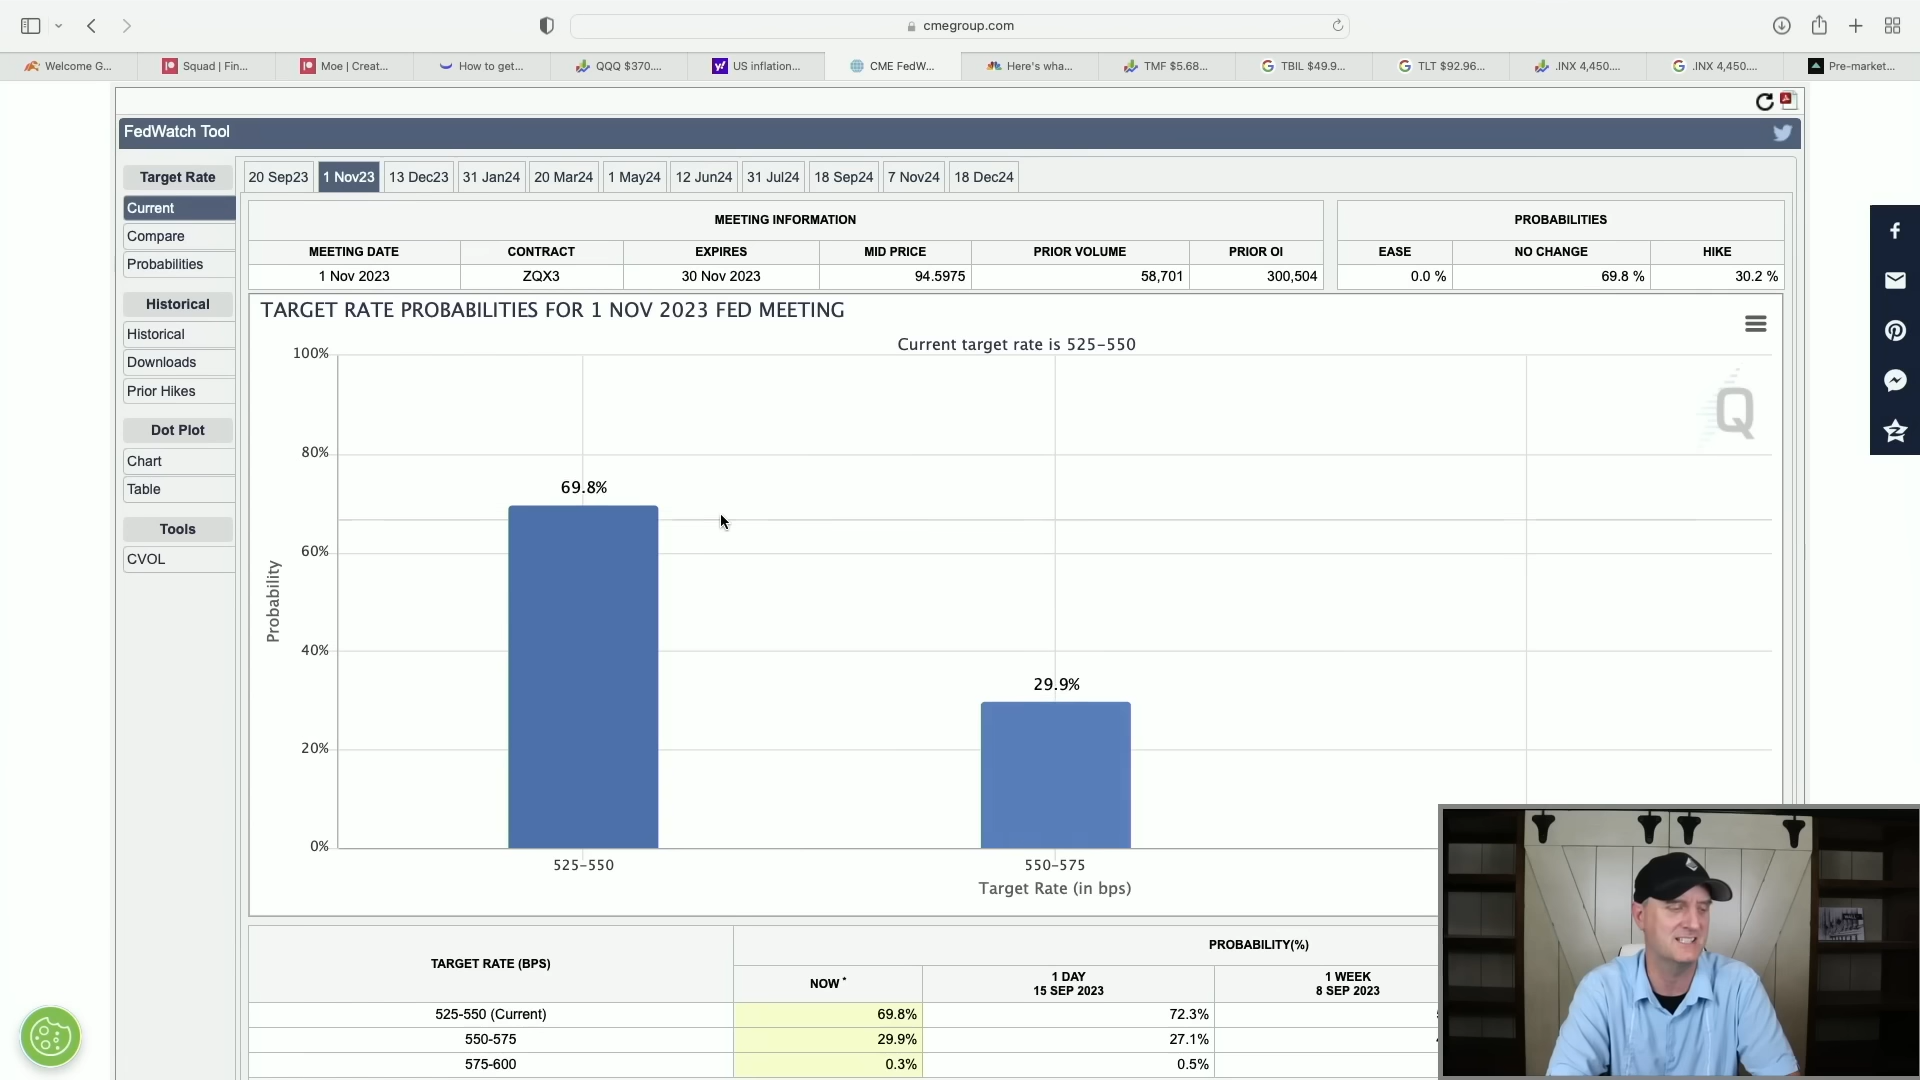 cmegroup.com
Welcome G...
Squad | Fin...
Moe | Creat...
How to get...
QQQ $370....
US inflation...
CME FedW...
Here's wha...
TMF $5.68...
TBIL $49.9...
TLT $92.96...
.INX 4,450....
.INX 4,450....
Pre-market...
FedWatch Tool
Target Rate
Current
Compare
Probabilities
Historical
Historical
Downloads
Prior Hikes
Dot Plot
Chart
Table
Tools
CVOL
20 Sep23 1 Nov23 13 Dec23 31 Jan24 20 Mar24 1 May24 12 Jun24 31 Jul24 18 Sep24 7 Nov24 18 Dec24
MEETING INFORMATION
MEETING DATE CONTRACT EXPIRES MID PRICE PRIOR VOLUME PRIOR OI
1 Nov 2023 ZQX3 30 Nov 2023 94.5975 58,701 300,504
PROBABILITIES
EASE NO CHANGE HIKE
0.0 % 69.8 % 30.2 %
TARGET RATE PROBABILITIES FOR 1 NOV 2023 FED MEETING
Current target rate is 525-550
100%
80%
60%
40%
20%
0%
Probability
69.8%
29.9%
525-550
550-575
Target Rate (in bps)
Q
TARGET RATE (BPS)
PROBABILITY(%)
NOW *
1 DAY
15 SEP 2023
1 WEEK
8 SEP 2023
525-550 (Current) 69.8% 72.3%
550-575 29.9% 27.1%
575-600 0.3% 0.5%